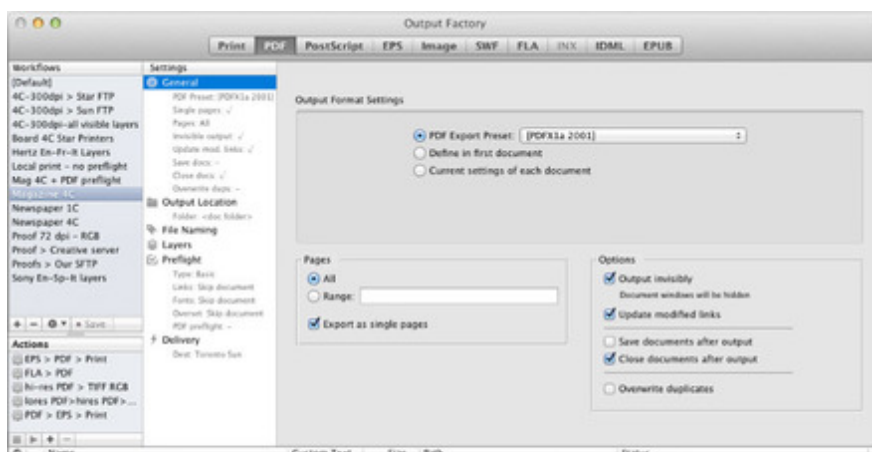 Output Factory
Print PDF PostScript EPS Image SWF FLA INX IDML EPUB
Workflows
[Default]
4C-300dpi > Star FTP
4C-300dpi > Sun FTP
4C-300dpi-all visible layers
Board 4C Star Printers
Hertz En-Fr-It Layers
Local print - no preflight
Mag 4C + PDF preflight
Magazine 4C
Newspaper 1C
Newspaper 4C
Proof 72 dpi - RGB
Proof > Creative server
Proofs > Our SFTP
Sony En-Sp-It layers
Save
Actions
EPS > PDF > Print
FLA > PDF
hi-res PDF > TIFF RGB
lores PDF>hires PDF>...
PDF > EPS > Print
Settings
General
PDF Preset: [PDFX1a 2001]
Single pages: √
Pages: All
Invisible output: √
Update mod. links: √
Save docs: -
Close docs: √
Overwrite dups: -
Output Location
Folder: <doc folder>
File Naming
Layers
Preflight
Type: Basic
Links: Skip document
Fonts: Skip document
Overset: Skip document
PDF preflight: -
Delivery
Dest: Toronto Sun
Output Format Settings
PDF Export Preset: [PDFX1a 2001]
Define in first document
Current settings of each document
Pages
All
Range:
Export as single pages
Options
Output invisibly
Document windows will be hidden
Update modified links
Save documents after output
Close documents after output
Overwrite duplicates
Name Custom Text Size Path Status